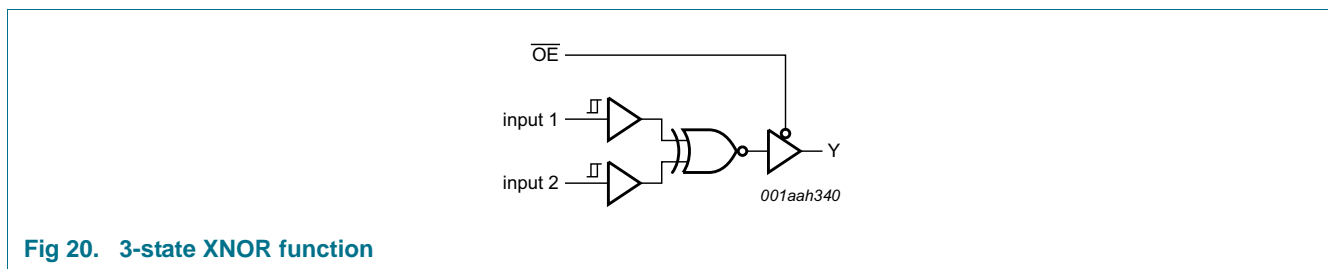 OE
input 1
input 2
Y
001aah340
Fig 20. 3-state XNOR function